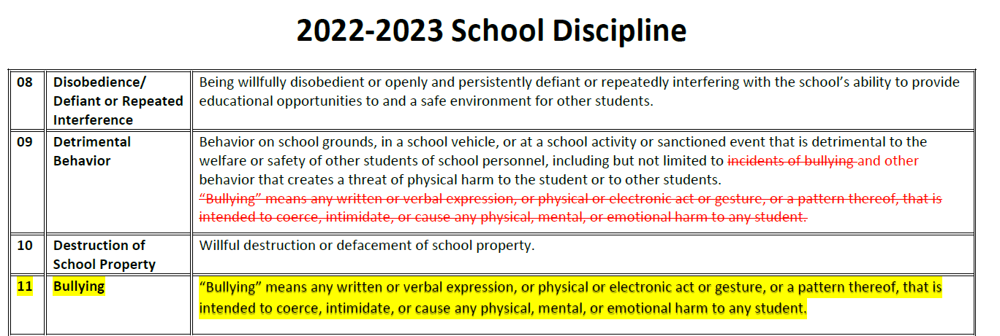 2022-2023 School Discipline
08
Disobedience/
Defiant or Repeated
Interference
Being willfully disobedient or openly and persistently defiant or repeatedly interfering with the school’s ability to provide
educational opportunities to and a safe environment for other students.
09
Detrimental
Behavior
Behavior on school grounds, in a school vehicle, or at a school activity or sanctioned event that is detrimental to the
welfare or safety of other students of school personnel, including but not limited to incidents of bullying and other
behavior that creates a threat of physical harm to the student or to other students.
“Bullying” means any written or verbal expression, or physical or electronic act or gesture, or a pattern thereof, that is
intended to coerce, intimidate, or cause any physical, mental, or emotional harm to any student.
10
Destruction of
School Property
Willful destruction or defacement of school property.
11
Bullying
“Bullying” means any written or verbal expression, or physical or electronic act or gesture, or a pattern thereof, that is
intended to coerce, intimidate, or cause any physical, mental, or emotional harm to any student.